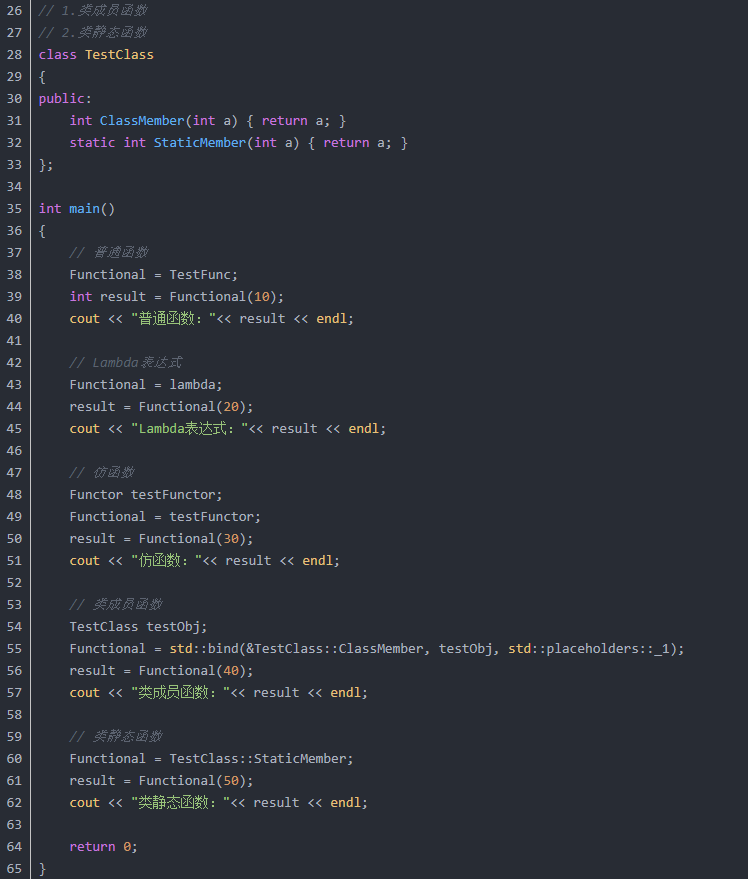 26 // 1.类成员函数
27 // 2.类静态函数
28 class TestClass
29 {
30 public:
31     int ClassMember(int a) { return a; }
32     static int StaticMember(int a) { return a; }
33 };
34
35 int main()
36 {
37     // 普通函数
38     Functional = TestFunc;
39     int result = Functional(10);
40     cout << "普通函数："<< result << endl;
41
42     // Lambda表达式
43     Functional = lambda;
44     result = Functional(20);
45     cout << "Lambda表达式："<< result << endl;
46
47     // 仿函数
48     Functor testFunctor;
49     Functional = testFunctor;
50     result = Functional(30);
51     cout << "仿函数："<< result << endl;
52
53     // 类成员函数
54     TestClass testObj;
55     Functional = std::bind(&TestClass::ClassMember, testObj, std::placeholders::_1);
56     result = Functional(40);
57     cout << "类成员函数："<< result << endl;
58
59     // 类静态函数
60     Functional = TestClass::StaticMember;
61     result = Functional(50);
62     cout << "类静态函数："<< result << endl;
63
64     return 0;
65 }